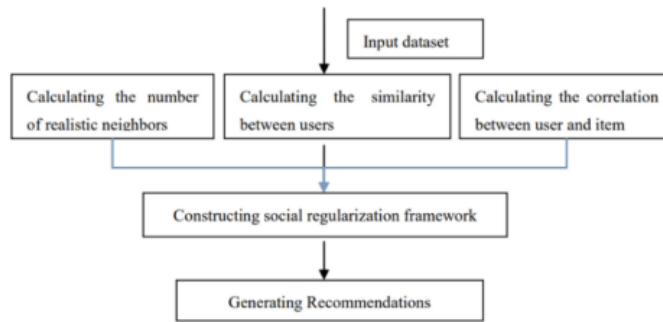 Input dataset
Calculating the number
of realistic neighbors
Calculating the similarity
between users
Calculating the correlation
between user and item
Constructing social regularization framework
Generating Recommendations